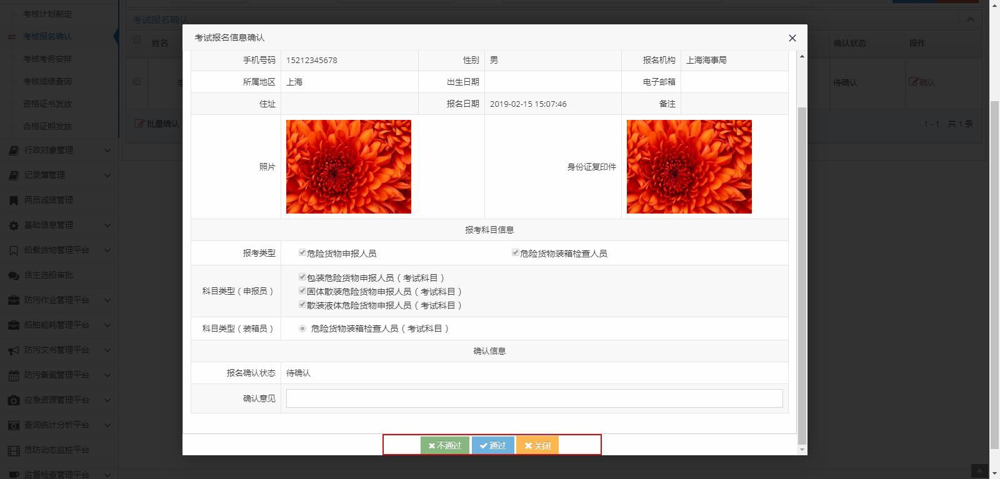 考核计划制定
考核报名确认
考核考务安排
考核成绩查询
资格证书发放
合格证明发放
行政对象管理
记录簿管理
两员诚信管理
基础信息管理
船载货物管理平台
货主选船审批
防污作业管理平台
船舶能耗管理平台
防污文书管理平台
防污备案管理平台
应急资源管理平台
查询统计分析平台
危防动态监控平台
监督检查管理平台
考试报名确认
姓名 确认状态 操作
待确认 确认
批量确认 1 - 1 共 1 条
考试报名信息确认
手机号码 15212345678 性别 男 报名机构 上海海事局
所属地区 上海 出生日期 电子邮箱
住址 报名日期 2019-02-15 15:07:46 备注
照片 身份证复印件
报考科目信息
报考类型 危险货物申报人员 危险货物装箱检查人员
科目类型（申报员） 包装危险货物申报人员（考试科目）
固体散装危险货物申报人员（考试科目）
散装液体危险货物申报人员（考试科目）
科目类型（装箱员） 危险货物装箱检查人员（考试科目）
确认信息
报名确认状态 待确认
确认意见
不通过 通过 关闭